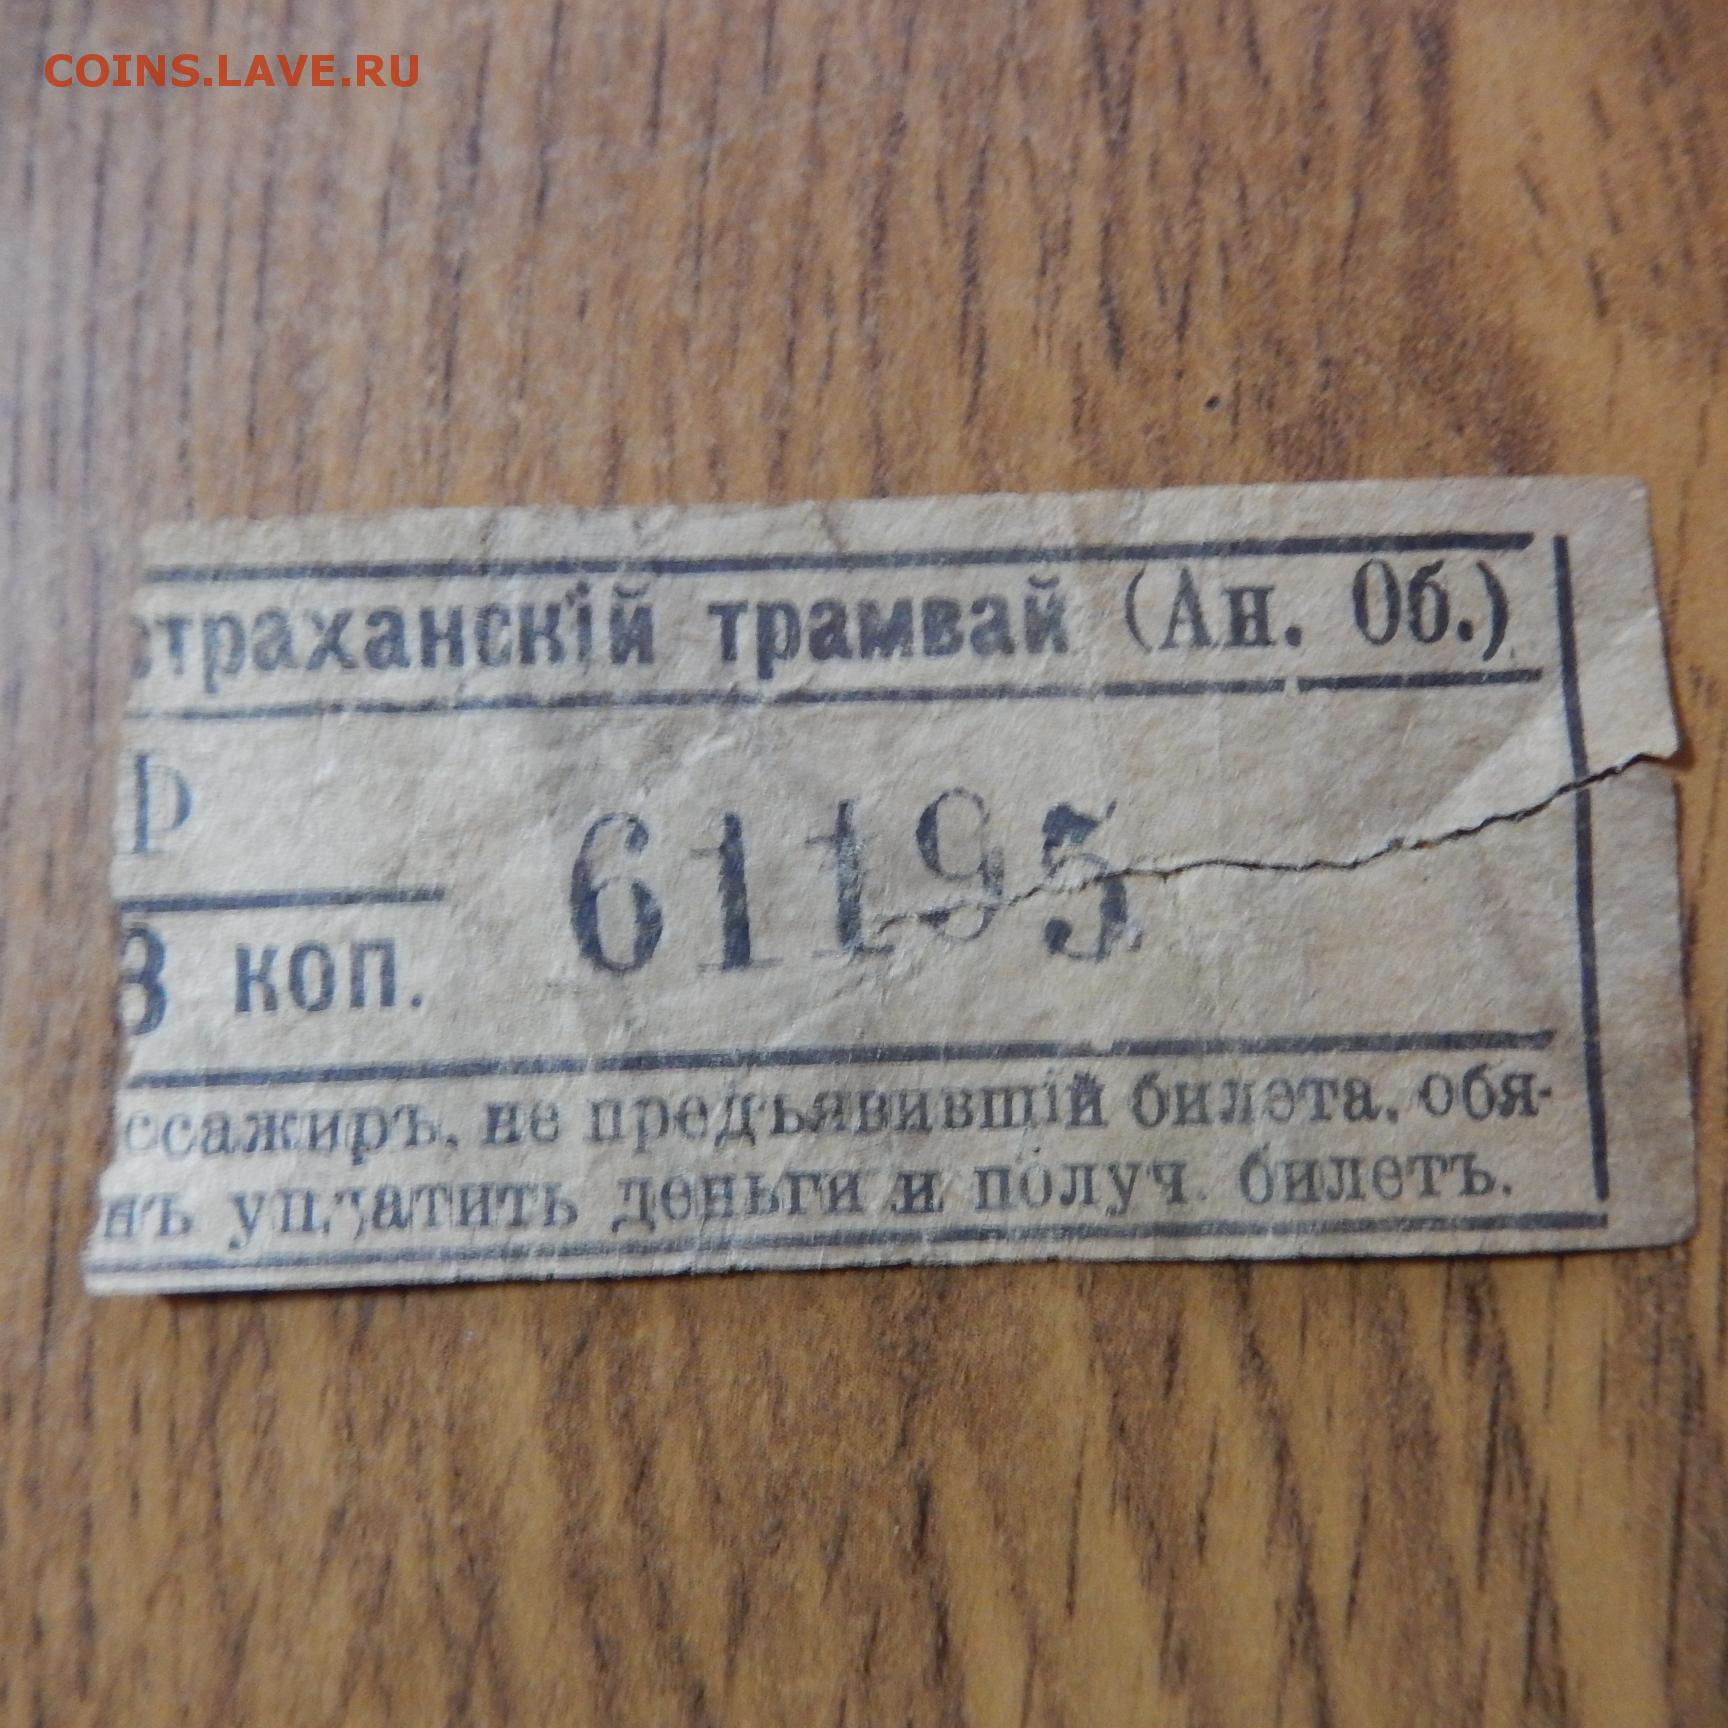 COINS.LAVE.RU
страханскій трамвай (Ан. Об.)
Ф
61195
3 коп.
ссажиръ, не предъявившій билета, обя-
нъ уплатить деньги и получ. билетъ.